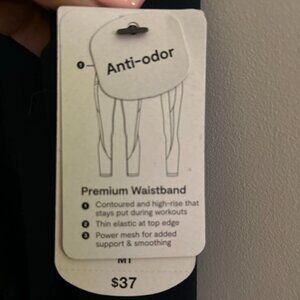 Anti-odor
3
Premium Waistband
1 Contoured and high-rise that
stays put during workouts
2 Thin elastic at top edge
3 Power mesh for added
support & smoothing
$37